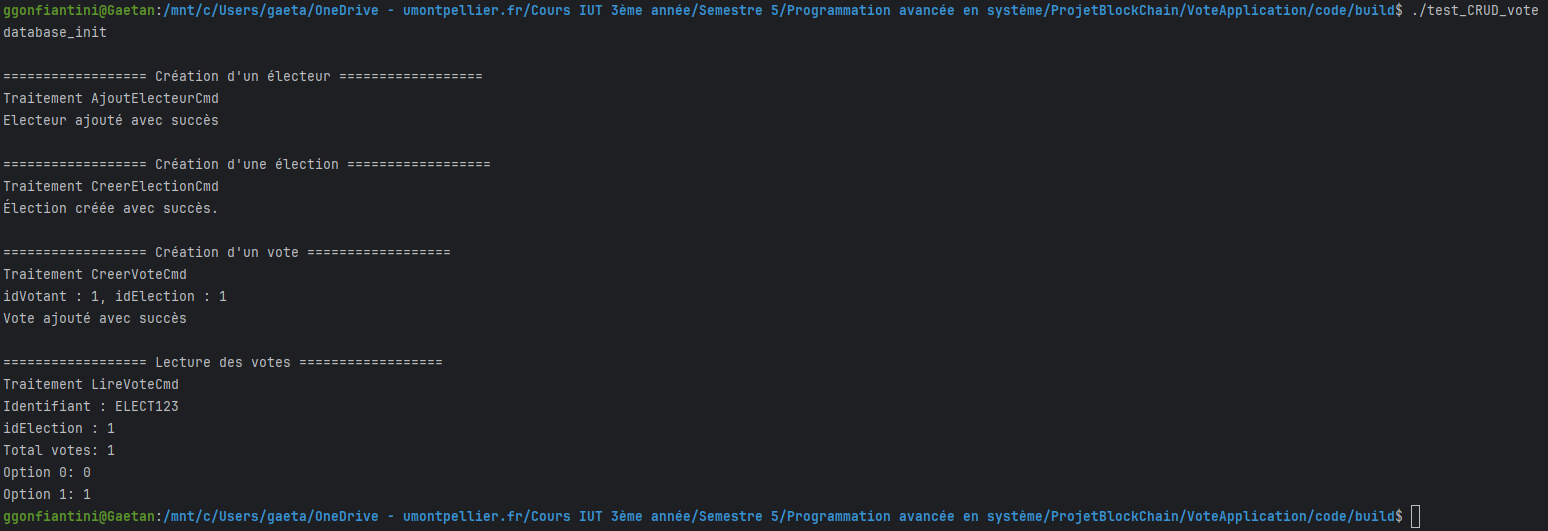 ggonfiantini@Gaetan:/mnt/c/Users/gaeta/OneDrive - umontpellier.fr/Cours IUT 3ème année/Semestre 5/Programmation avancée en système/ProjetBlockChain/VoteApplication/code/build$ ./test_CRUD_vote
database_init
================== Création d'un électeur ==================
Traitement AjoutElecteurCmd
Electeur ajouté avec succès
================== Création d'une élection ==================
Traitement CreerElectionCmd
Élection créée avec succès.
================== Création d'un vote ==================
Traitement CreerVoteCmd
idVotant : 1, idElection : 1
Vote ajouté avec succès
================== Lecture des votes ==================
Traitement LireVoteCmd
Identifiant : ELECT123
idElection : 1
Total votes: 1
Option 0: 0
Option 1: 1
ggonfiantini@Gaetan:/mnt/c/Users/gaeta/OneDrive - umontpellier.fr/Cours IUT 3ème année/Semestre 5/Programmation avancée en système/ProjetBlockChain/VoteApplication/code/build$